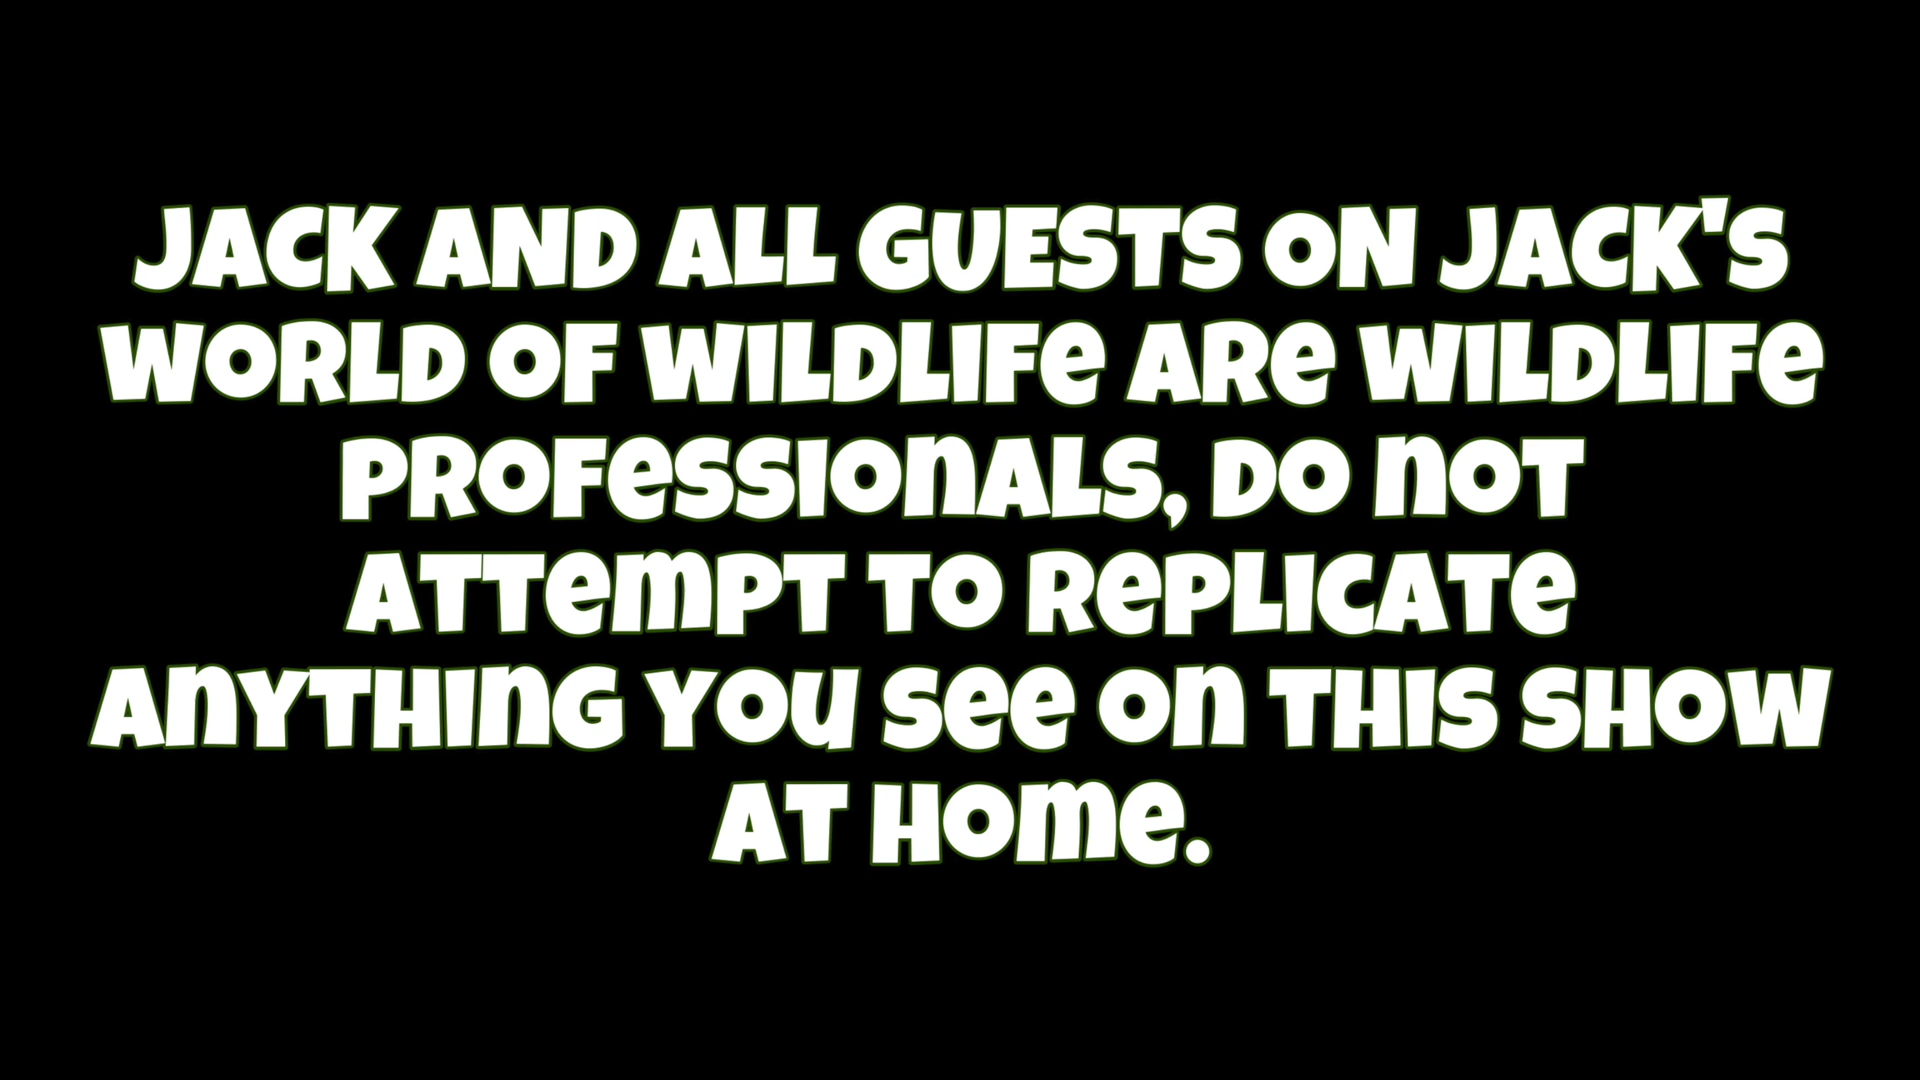 JACK AND ALL GUESTS ON JACK'S
WORLD OF WILDLIFE ARE WILDLIFE
PROFESSIONALS, DO NOT
ATTEMPT TO REPLICATE
ANYTHING YOU SEE ON THIS SHOW
AT HOME.